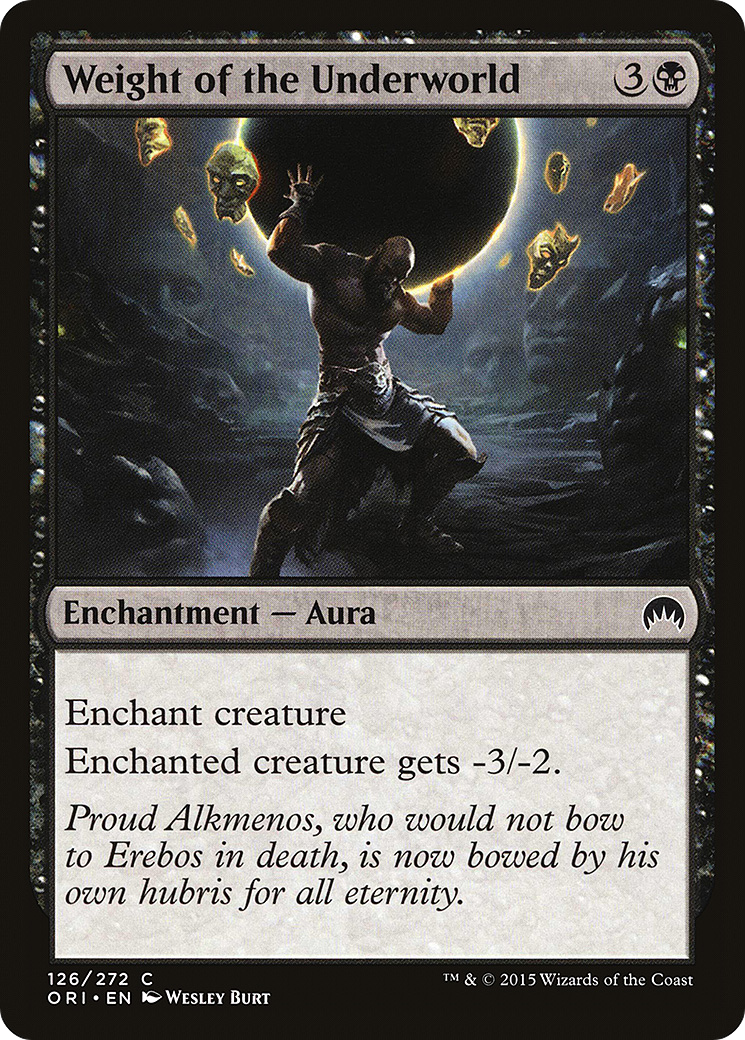 Weight of the Underworld 3
Enchantment — Aura
Enchant creature
Enchanted creature gets -3/-2.
Proud Alkmenos, who would not bow
to Erebos in death, is now bowed by his
own hubris for all eternity.
126/272 C
ORI • EN Wesley Burt
™ & © 2015 Wizards of the Coast